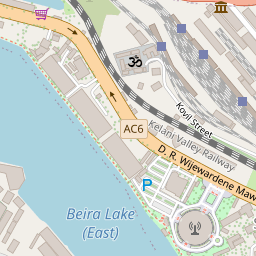 ॐ
Kovil Street
AC6
Kelani Valley Railway
D. R. Wijewardene Maw
P
Beira Lake
(East)